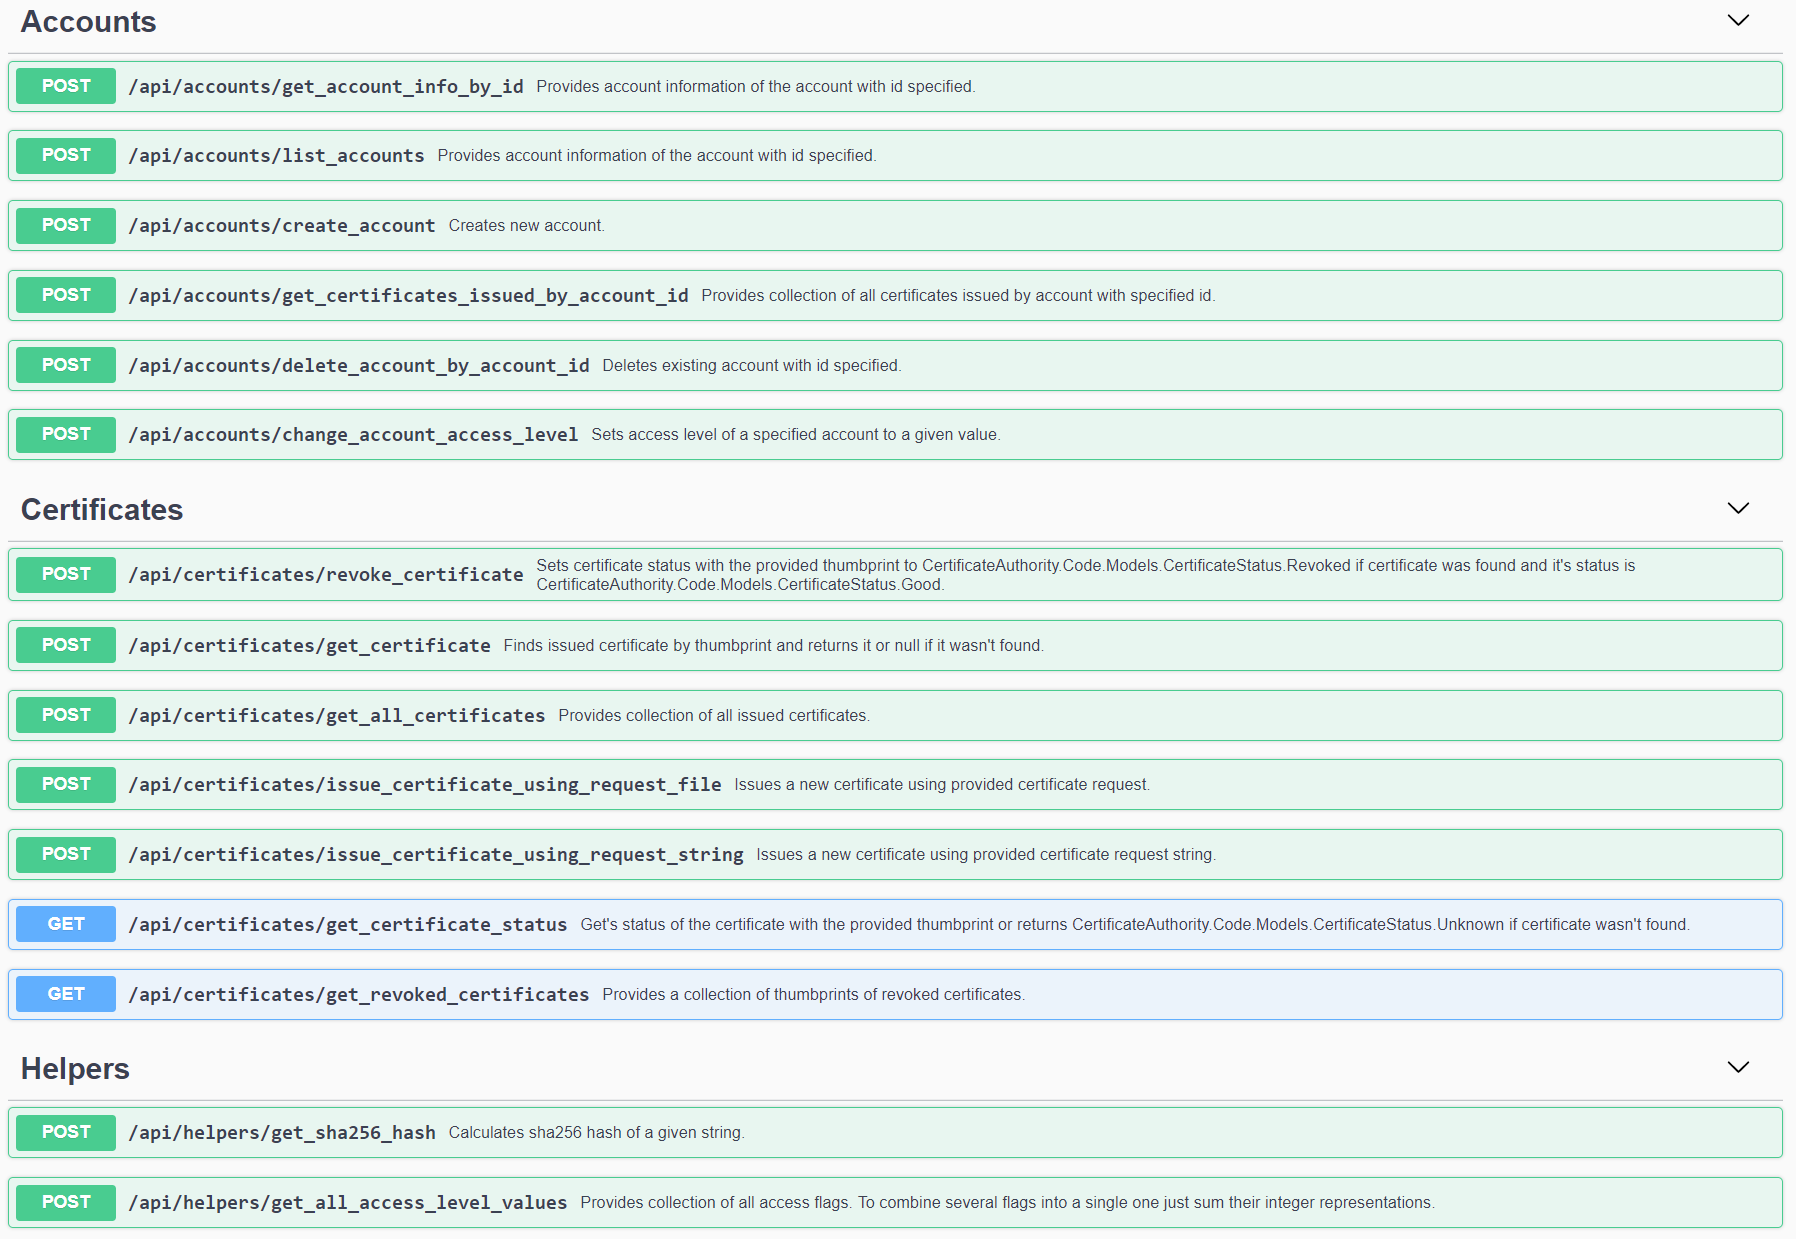 Accounts
POST /api/accounts/get_account_info_by_id Provides account information of the account with id specified.
POST /api/accounts/list_accounts Provides account information of the account with id specified.
POST /api/accounts/create_account Creates new account.
POST /api/accounts/get_certificates_issued_by_account_id Provides collection of all certificates issued by account with specified id.
POST /api/accounts/delete_account_by_account_id Deletes existing account with id specified.
POST /api/accounts/change_account_access_level Sets access level of a specified account to a given value.
Certificates
POST /api/certificates/revoke_certificate Sets certificate status with the provided thumbprint to CertificateAuthority.Code.Models.CertificateStatus.Revoked if certificate was found and it's status is
CertificateAuthority.Code.Models.CertificateStatus.Good.
POST /api/certificates/get_certificate Finds issued certificate by thumbprint and returns it or null if it wasn't found.
POST /api/certificates/get_all_certificates Provides collection of all issued certificates.
POST /api/certificates/issue_certificate_using_request_file Issues a new certificate using provided certificate request.
POST /api/certificates/issue_certificate_using_request_string Issues a new certificate using provided certificate request string.
GET /api/certificates/get_certificate_status Get's status of the certificate with the provided thumbprint or returns CertificateAuthority.Code.Models.CertificateStatus.Unknown if certificate wasn't found.
GET /api/certificates/get_revoked_certificates Provides a collection of thumbprints of revoked certificates.
Helpers
POST /api/helpers/get_sha256_hash Calculates sha256 hash of a given string.
POST /api/helpers/get_all_access_level_values Provides collection of all access flags. To combine several flags into a single one just sum their integer representations.